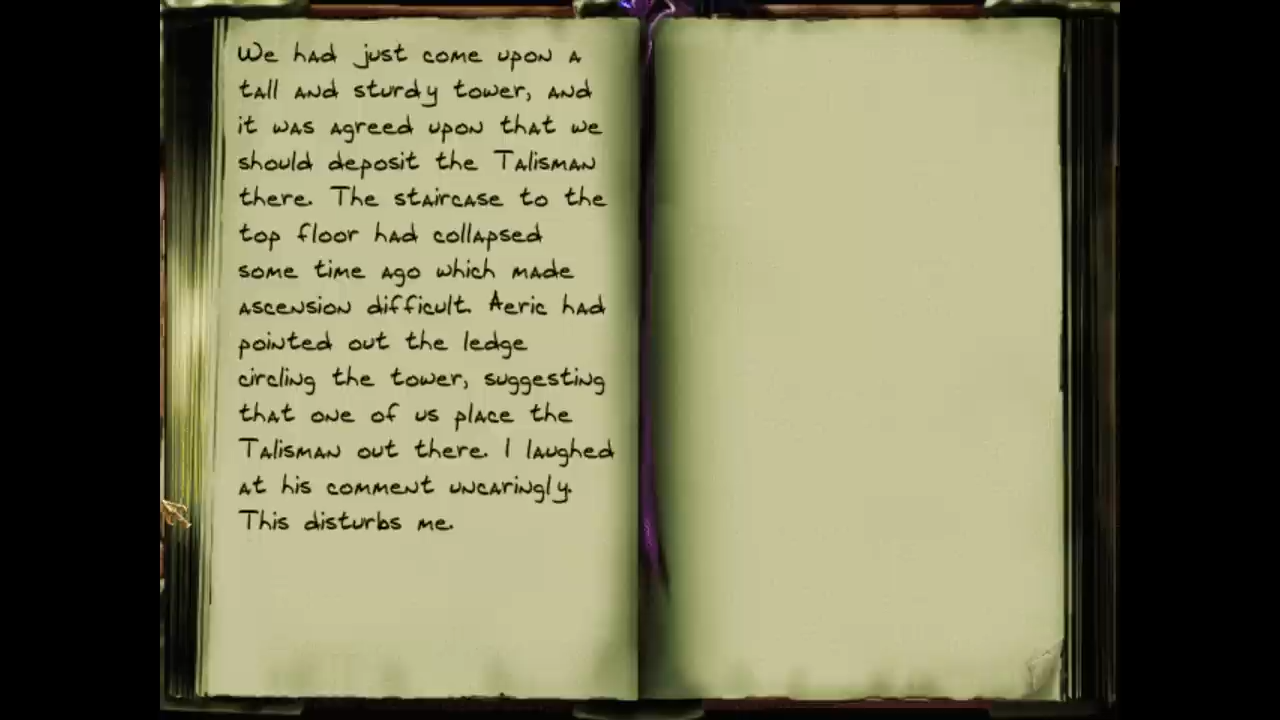 We had just come upon a
tall and sturdy tower, and
it was agreed upon that we
should deposit the Talisman
there. The staircase to the
top floor had collapsed
some time ago which made
ascension difficult. Aeric had
pointed out the ledge
circling the tower, suggesting
that one of us place the
Talisman out there. I laughed
at his comment uncaringly.
This disturbs me.